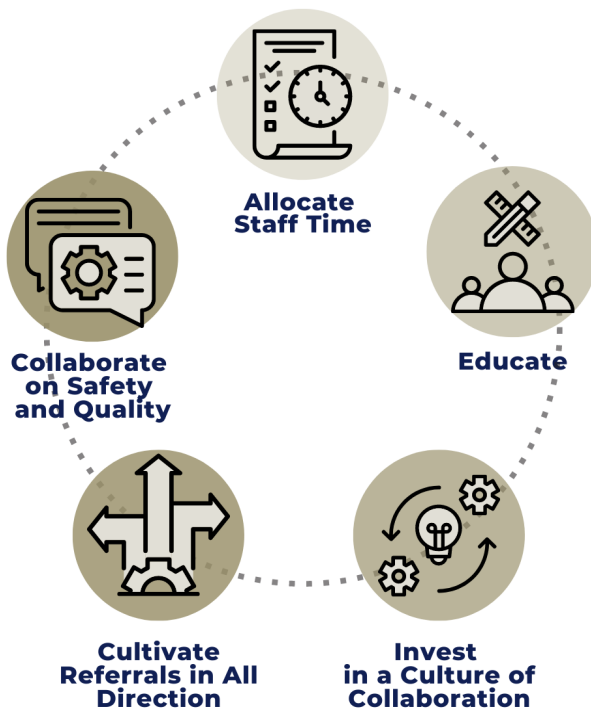 Allocate
Staff Time
Educate
Collaborate
on Safety
and Quality
Cultivate
Referrals in All
Direction
Invest
in a Culture of
Collaboration